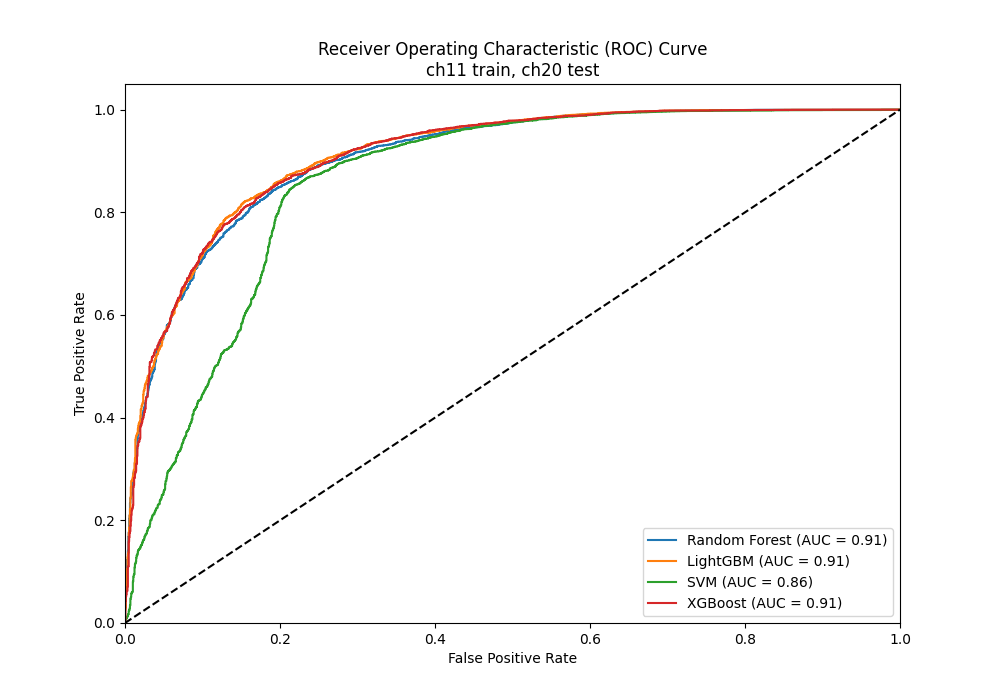 Receiver Operating Characteristic (ROC) Curve
ch11 train, ch20 test
True Positive Rate
1.0
0.8
0.6
0.4
0.2
0.0
0.0
0.2
0.4
0.6
0.8
1.0
False Positive Rate
Random Forest (AUC = 0.91)
LightGBM (AUC = 0.91)
SVM (AUC = 0.86)
XGBoost (AUC = 0.91)